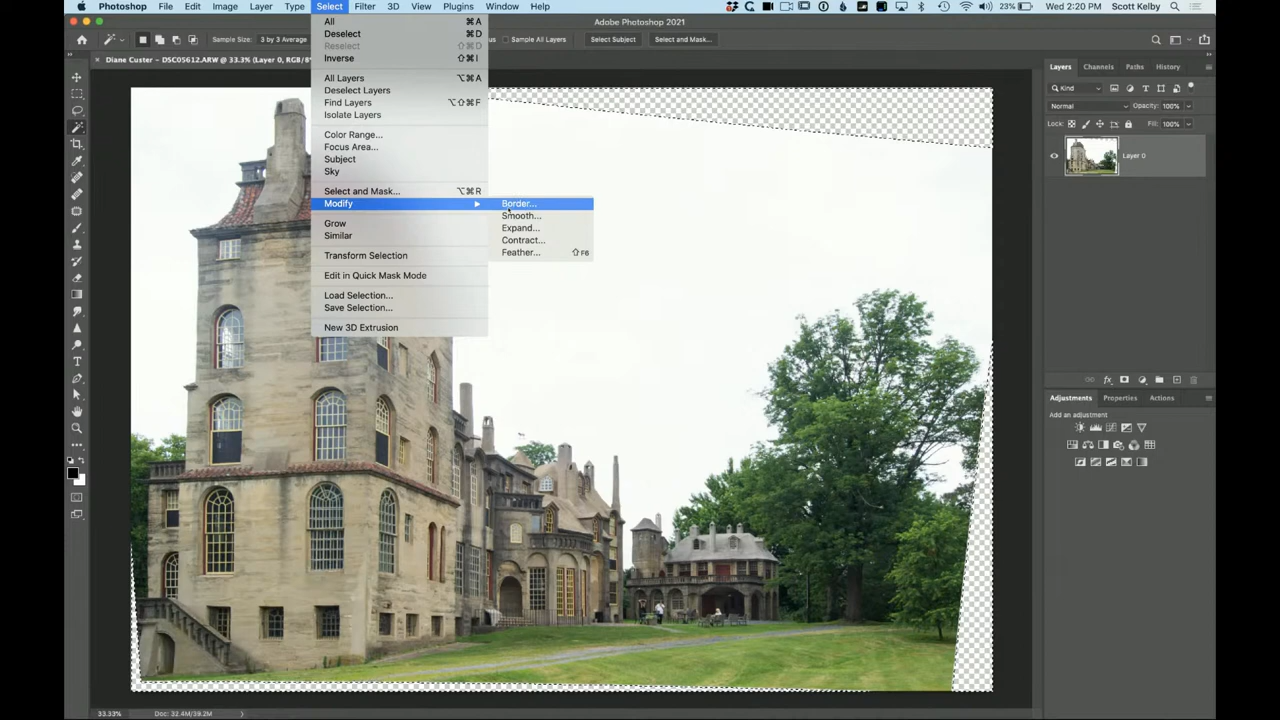 Photoshop File Edit Image Layer Type Select Filter 3D View Plugins Window Help 23% Wed 2:20 PM Scott Kelby
Adobe Photoshop 2021
Sample Size: 3 by 3 Average Sample All Layers Select Subject Select and Mask...
Diane Custer – DSC05612.ARW @ 33.3% (Layer 0, RGB/8
All ⌘A
Deselect ⌘D
Reselect ⇧⌘D
Inverse ⇧⌘I
All Layers ⌥⌘A
Deselect Layers
Find Layers ⌥⇧⌘F
Isolate Layers
Color Range...
Focus Area...
Subject
Sky
Select and Mask... ⌥⌘R
Modify
Grow
Similar
Transform Selection
Edit in Quick Mask Mode
Load Selection...
Save Selection...
New 3D Extrusion
Border...
Smooth...
Expand...
Contract...
Feather... ⇧F6
Layers Channels Paths History
Kind
Normal Opacity: 100%
Lock: Fill: 100%
Layer 0
Adjustments Properties Actions
Add an adjustment
33.33% Doc: 32.4M/39.2M